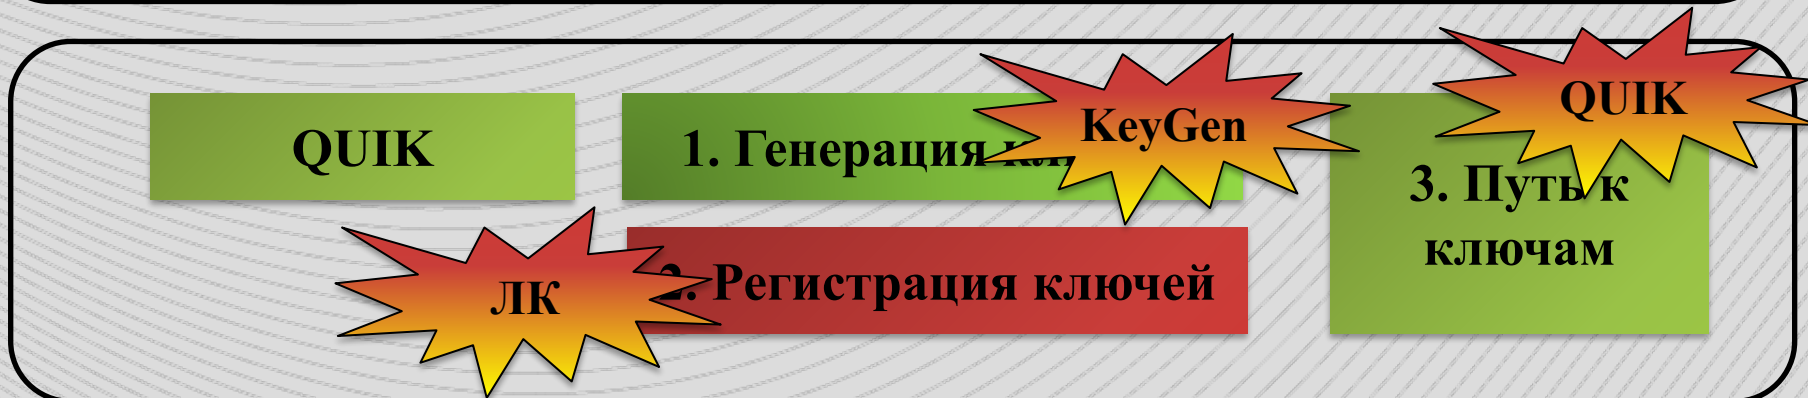 QUIK
1. Генерация
KeyGen
QUIK
3. Путь к
ключам
ЛК
2. Регистрация ключей